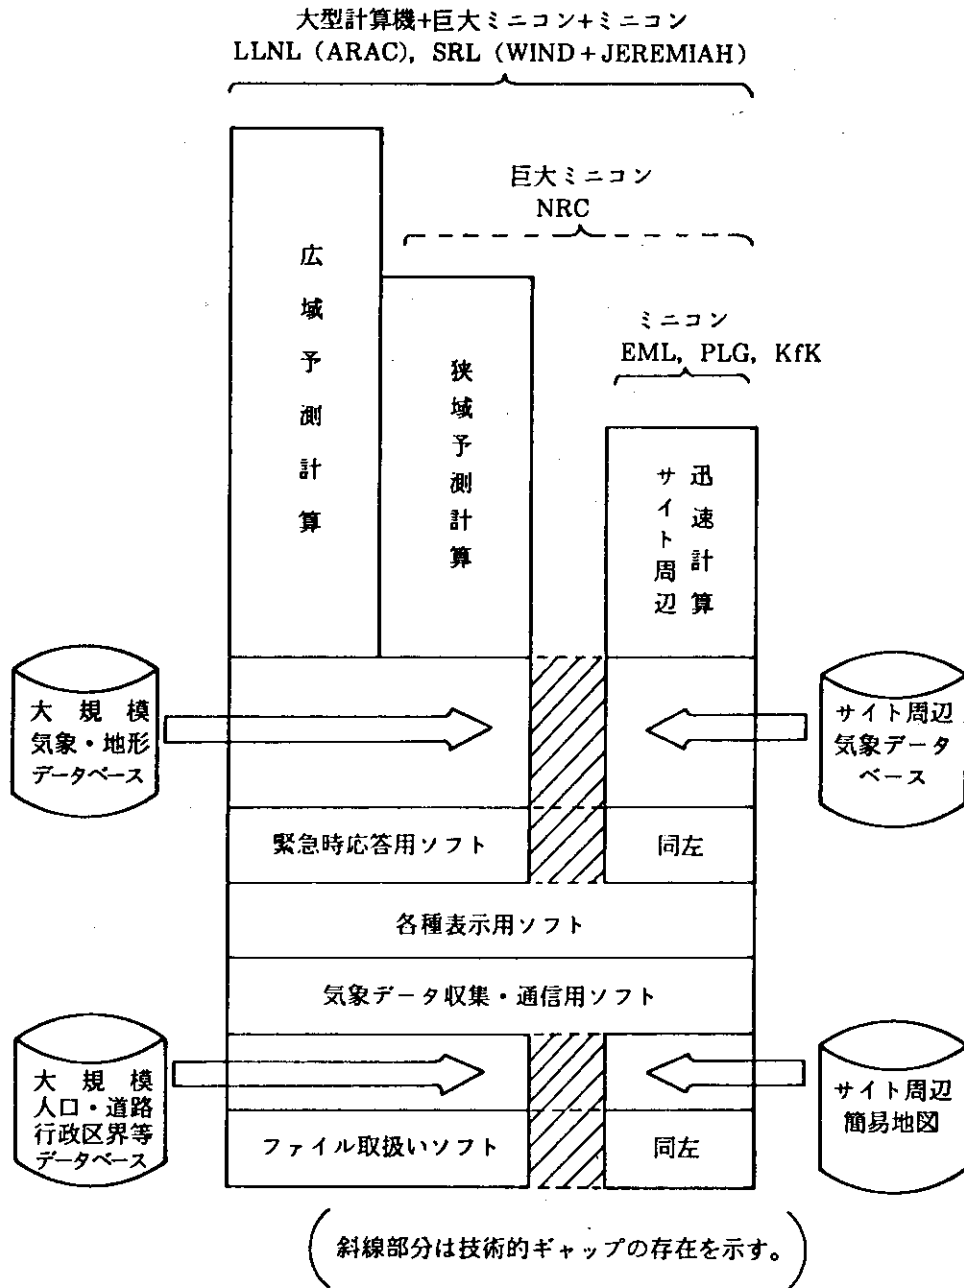 大型計算機+巨大ミニコン+ミニコン
LLNL (ARAC), SRL (WIND+JEREMIAH)
巨大ミニコン
NRC
ミニコン
EML, PLG, KfK
広域予測計算
狭域予測計算
迅速計算
サイト周辺
大規模
気象・地形
データベース
サイト周辺
気象データ
ベース
緊急時応答用ソフト
同左
各種表示用ソフト
気象データ収集・通信用ソフト
大規模
人口・道路
行政区界等
データベース
サイト周辺
簡易地図
ファイル取扱いソフト
同左
斜線部分は技術的ギャップの存在を示す。